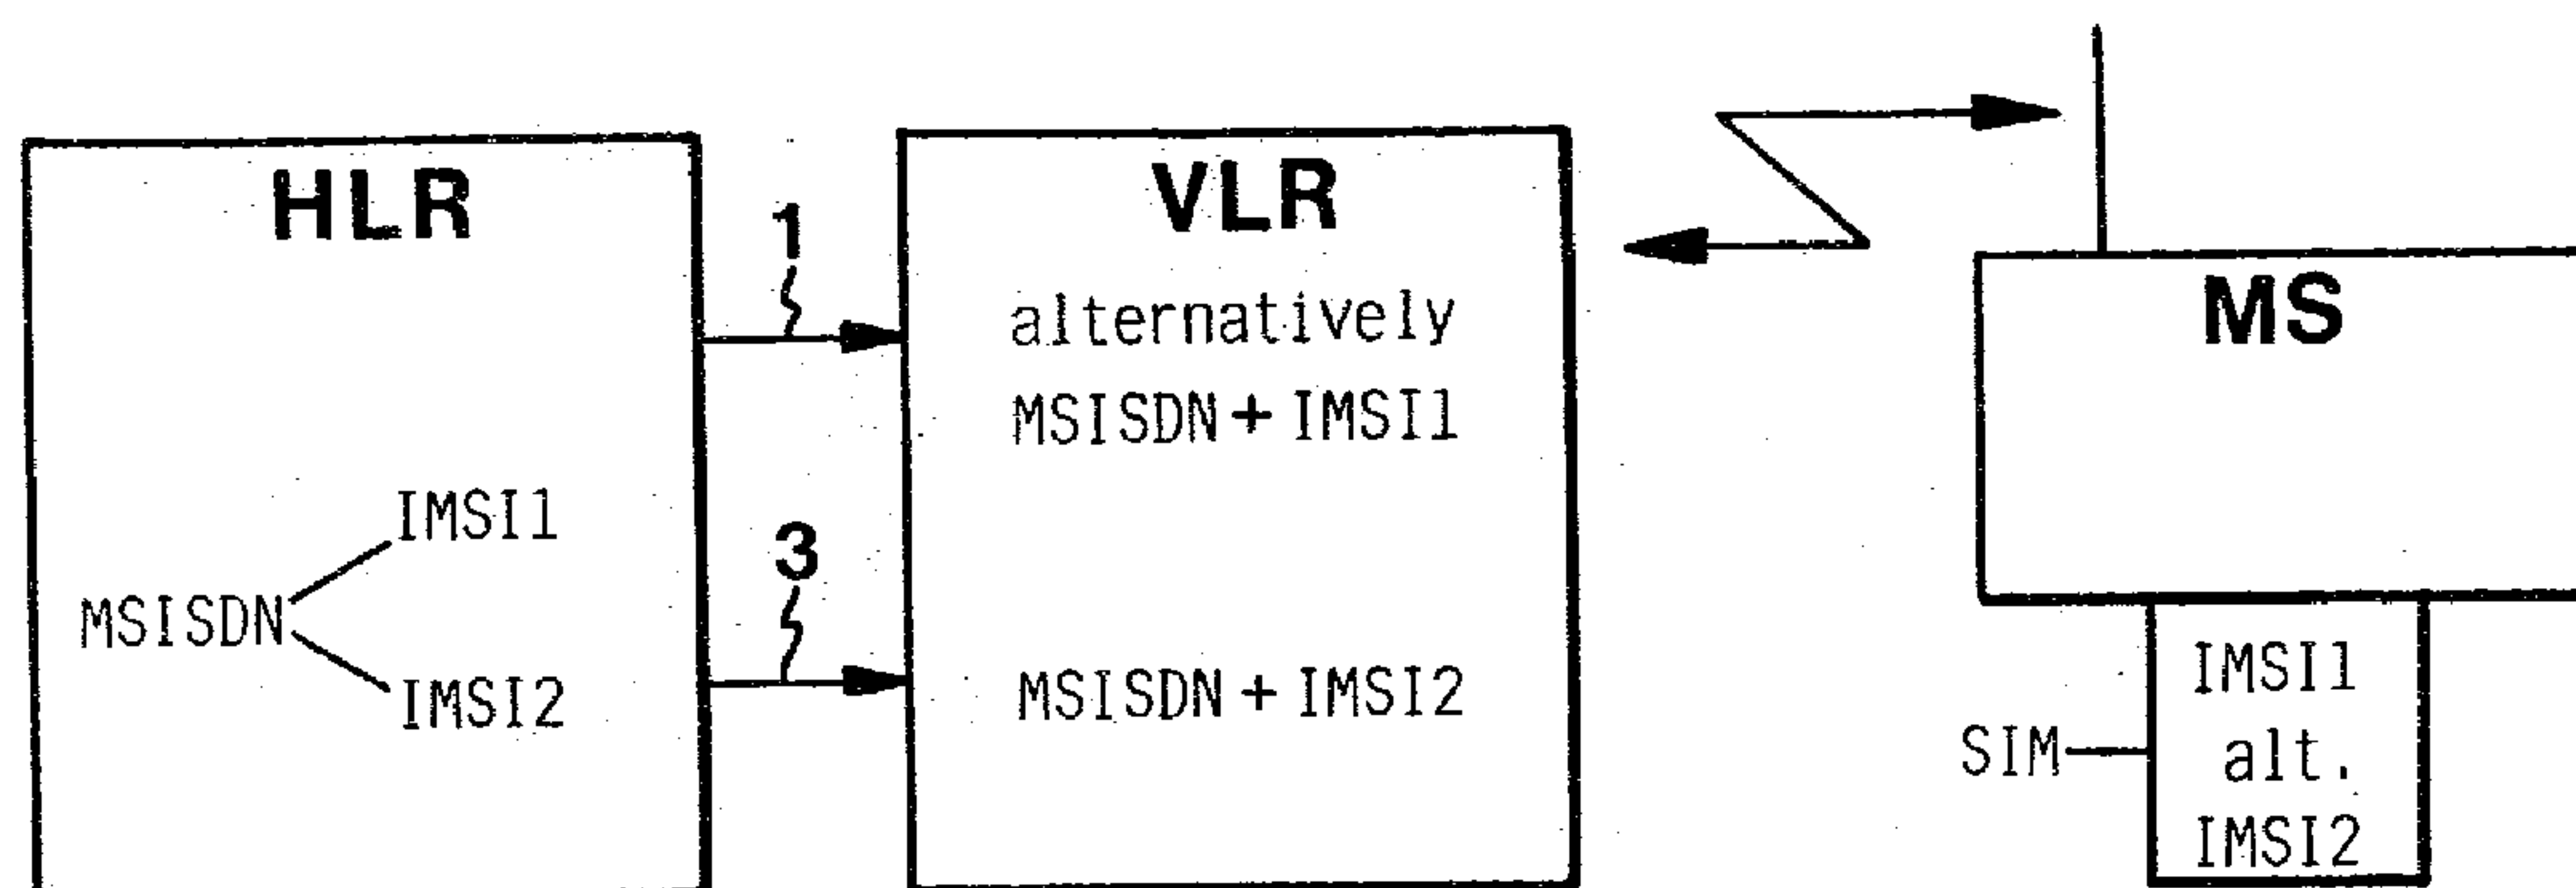 HLR
IMSI1
MSISDN
IMSI2
1
3
VLR
alternatively
MSISDN + IMSI1
MSISDN + IMSI2
MS
SIM
IMSI1
alt.
IMSI2